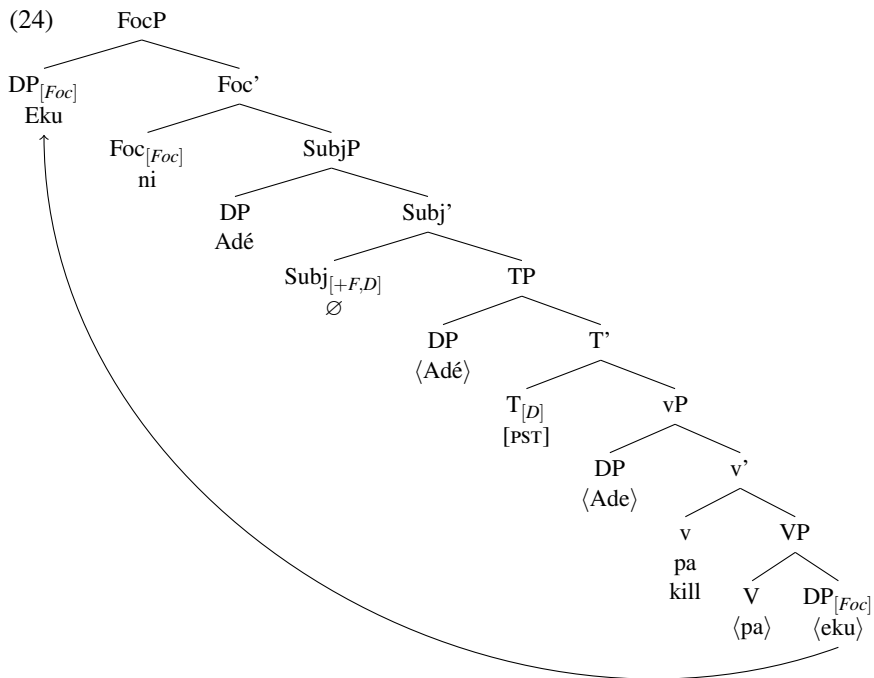 (24) FocP
DP[Foc] Foc'
Eku
Foc[Foc] SubjP
ni
DP Subj'
Adé
Subj[+F,D] TP
∅
DP T'
⟨Adé⟩
T[D] vP
[PST]
DP v'
⟨Ade⟩
v VP
pa
kill
V DP[Foc]
⟨pa⟩ ⟨eku⟩